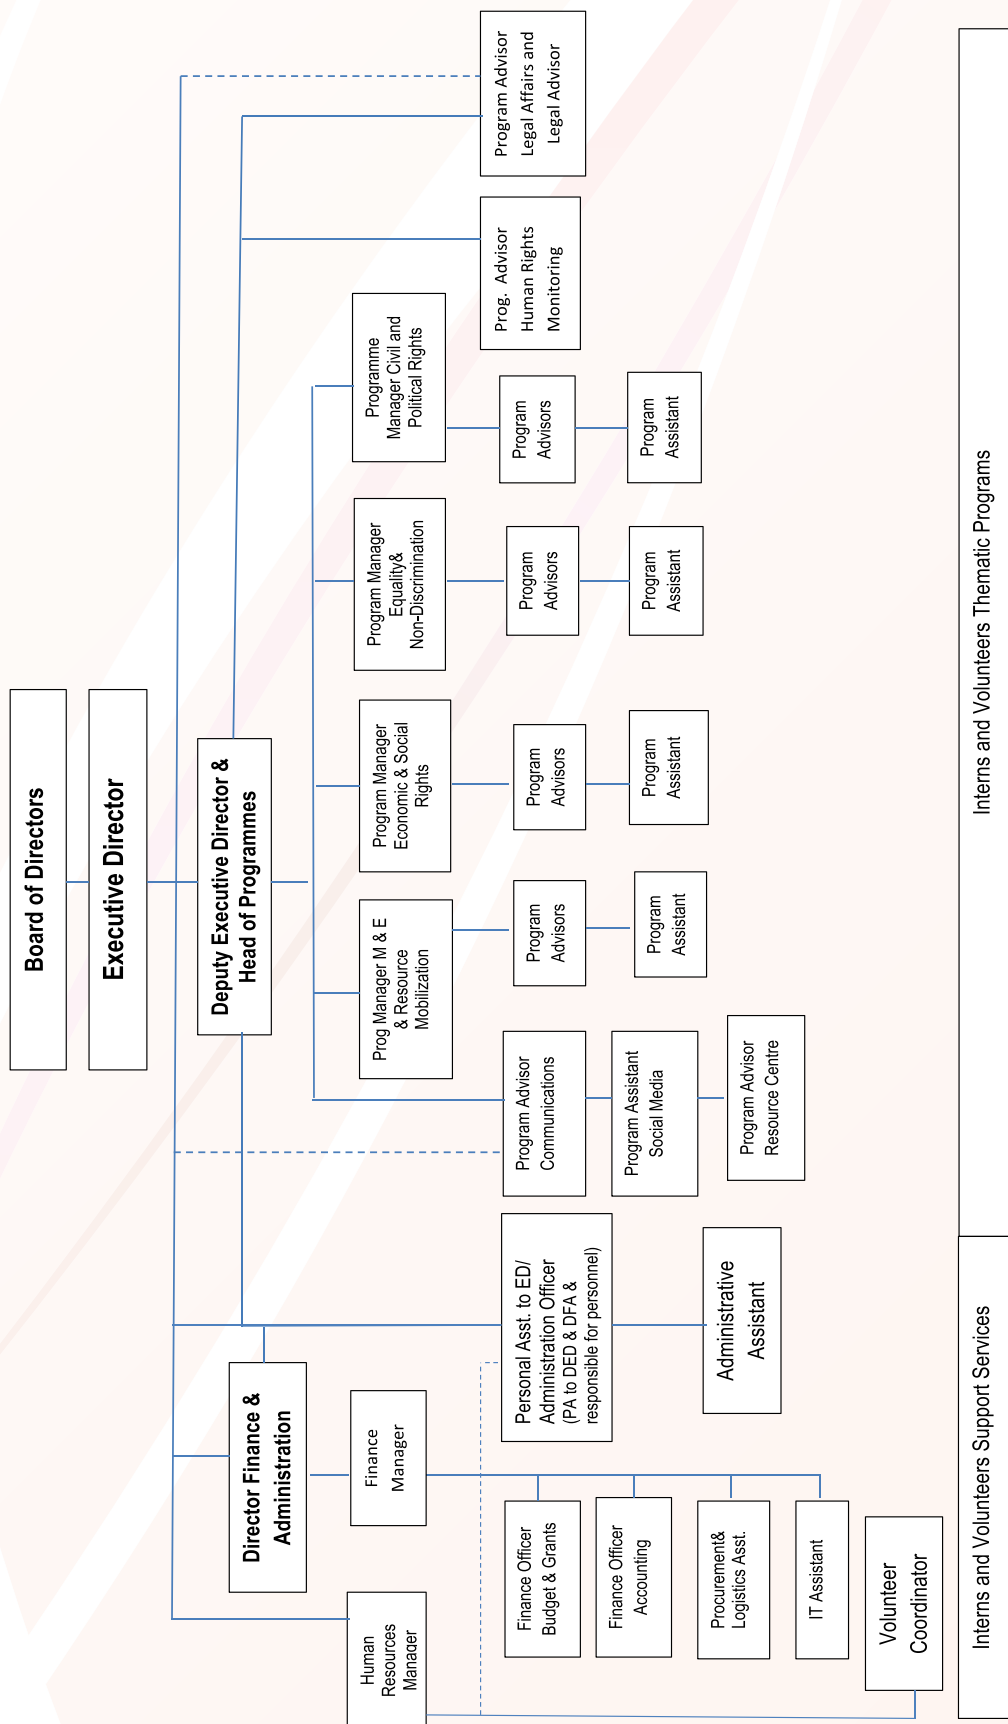 Board of Directors
Executive Director
Deputy Executive Director &
Head of Programmes
Director Finance &
Administration
Human
Resources
Manager
Finance
Manager
Prog Manager M & E
& Resource
Mobilization
Program Manager
Economic & Social
Rights
Program Manager
Equality&
Non-Discrimination
Programme
Manager Civil and
Political Rights
Finance Officer
Budget & Grants
Finance Officer
Accounting
Procurement&
Logistics Asst.
IT Assistant
Volunteer
Coordinator
Personal Asst. to ED/
Administration Officer
(PA to DED & DFA &
responsible for personnel)
Administrative
Assistant
Program Advisor
Communications
Program Assistant
Social Media
Program Advisor
Resource Centre
Program
Advisors
Program
Assistant
Program
Advisors
Program
Assistant
Program
Advisors
Program
Assistant
Program
Advisors
Program
Assistant
Prog. Advisor
Human Rights
Monitoring
Program Advisor
Legal Affairs and
Legal Advisor
Interns and Volunteers Support Services
Interns and Volunteers Thematic Programs